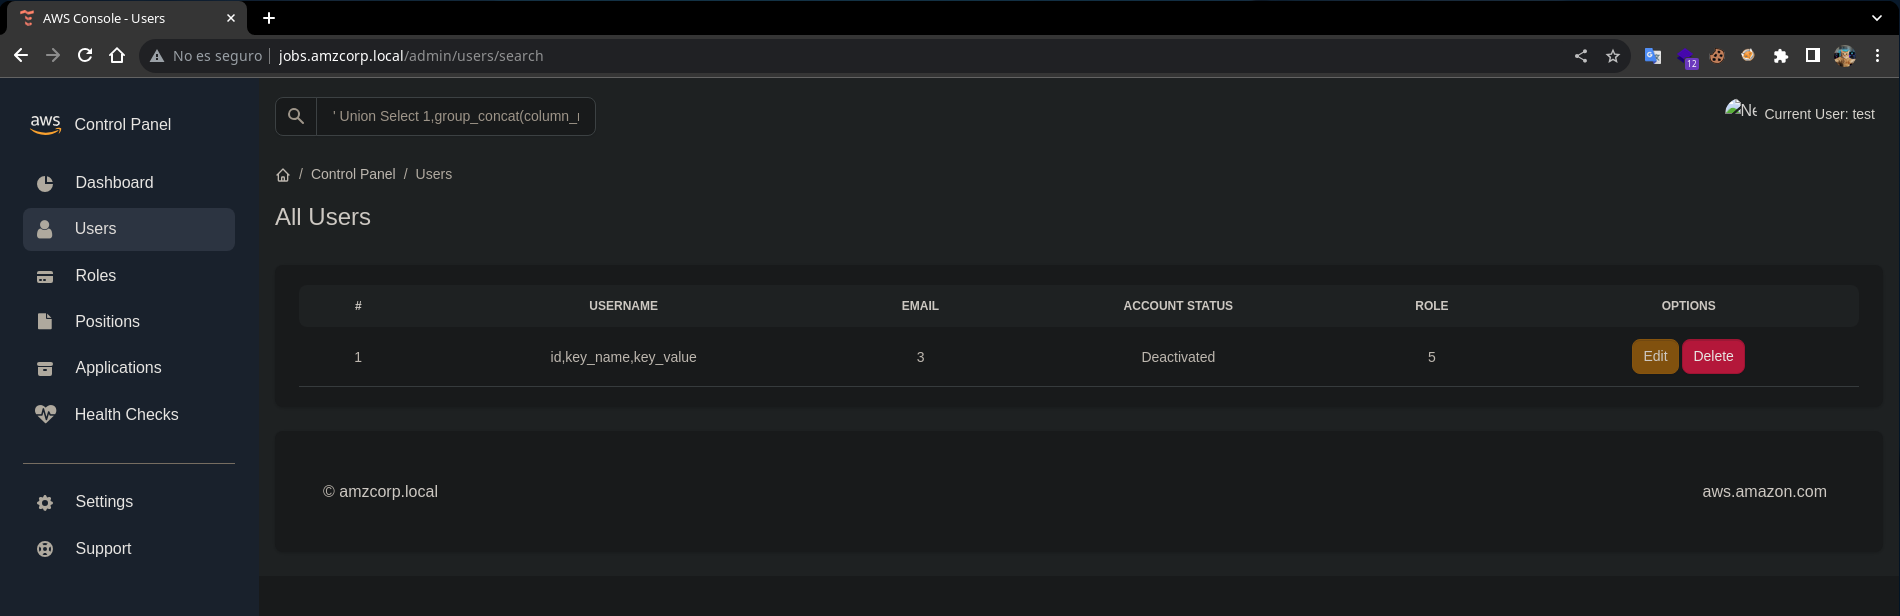 AWS Console - Users
No es seguro jobs.amzcorp.local/admin/users/search
12
aws Control Panel
Dashboard
Users
Roles
Positions
Applications
Health Checks
Settings
Support
' Union Select 1,group_concat(column_
Current User: test
/ Control Panel / Users
All Users
# USERNAME EMAIL ACCOUNT STATUS ROLE OPTIONS
1 id,key_name,key_value 3 Deactivated 5 Edit Delete
© amzcorp.local aws.amazon.com